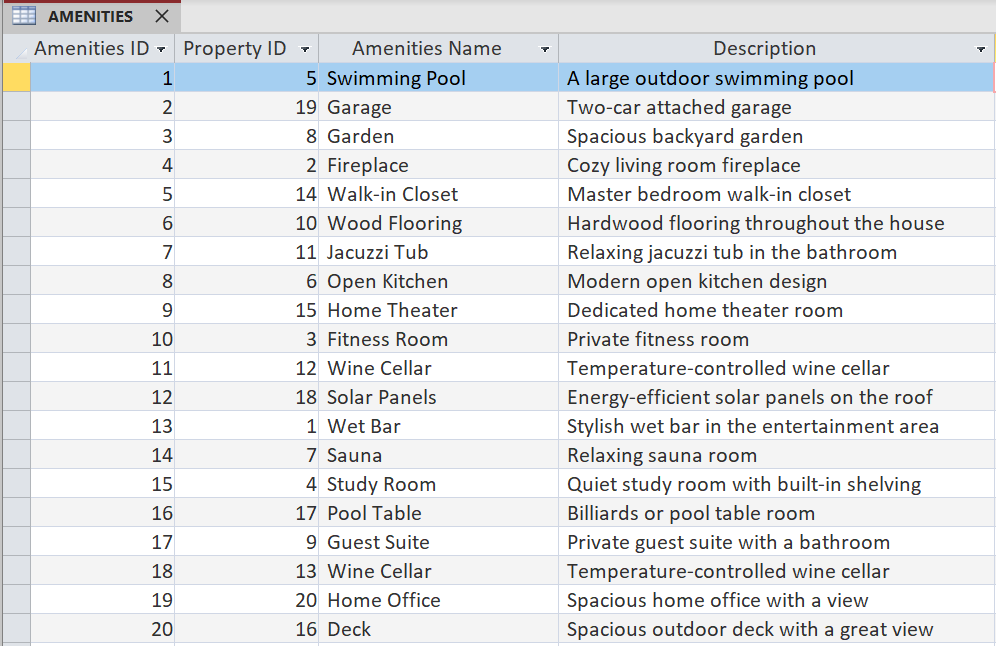 AMENITIES
Amenities ID Property ID Amenities Name Description
1 5 Swimming Pool A large outdoor swimming pool
2 19 Garage Two-car attached garage
3 8 Garden Spacious backyard garden
4 2 Fireplace Cozy living room fireplace
5 14 Walk-in Closet Master bedroom walk-in closet
6 10 Wood Flooring Hardwood flooring throughout the house
7 11 Jacuzzi Tub Relaxing jacuzzi tub in the bathroom
8 6 Open Kitchen Modern open kitchen design
9 15 Home Theater Dedicated home theater room
10 3 Fitness Room Private fitness room
11 12 Wine Cellar Temperature-controlled wine cellar
12 18 Solar Panels Energy-efficient solar panels on the roof
13 1 Wet Bar Stylish wet bar in the entertainment area
14 7 Sauna Relaxing sauna room
15 4 Study Room Quiet study room with built-in shelving
16 17 Pool Table Billiards or pool table room
17 9 Guest Suite Private guest suite with a bathroom
18 13 Wine Cellar Temperature-controlled wine cellar
19 20 Home Office Spacious home office with a view
20 16 Deck Spacious outdoor deck with a great view